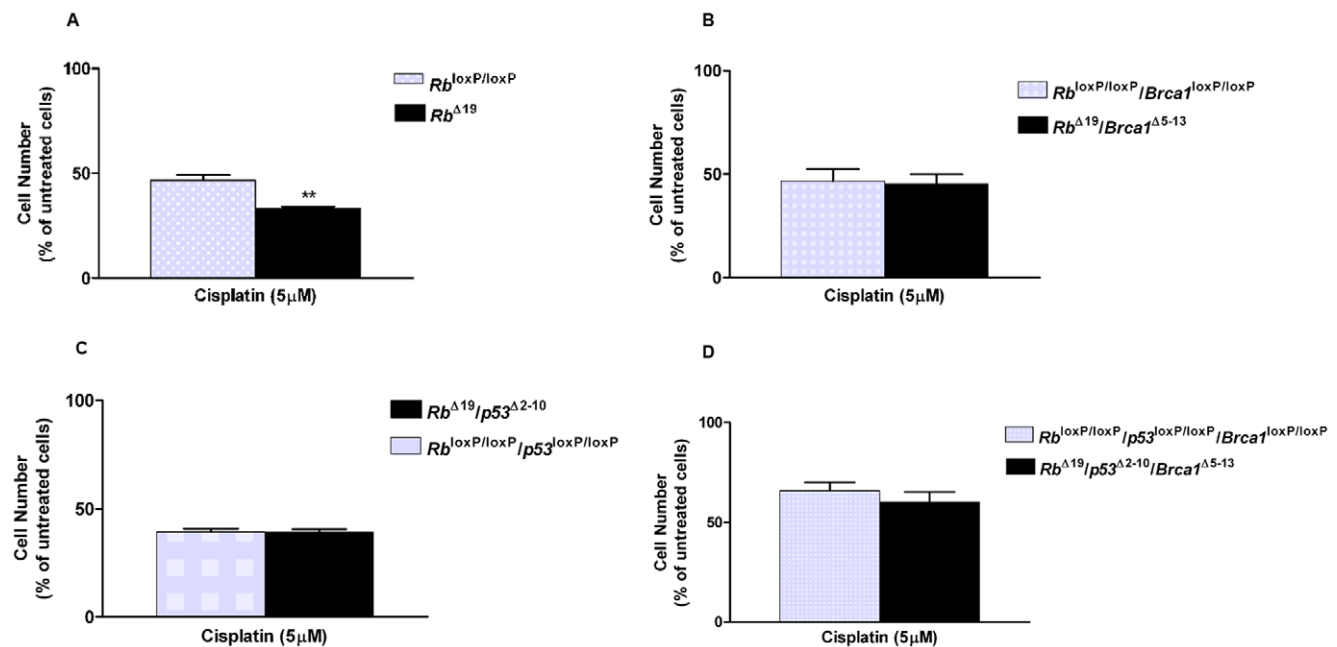 A
100
50
0
Cell Number
(% of untreated cells)
**
Cisplatin (5μM)
Rb^loxP/loxP
Rb^Δ19
B
100
50
0
Cell Number
(% of untreated cells)
Cisplatin (5μM)
Rb^loxP/loxP/Brca1^loxP/loxP
Rb^Δ19/Brca1^Δ5-13
C
100
50
0
Cell Number
(% of untreated cells)
Cisplatin (5μM)
Rb^Δ19/p53^Δ2-10
Rb^loxP/loxP/p53^loxP/loxP
D
100
50
0
Cell Number
(% of untreated cells)
Cisplatin (5μM)
Rb^loxP/loxP/p53^loxP/loxP/Brca1^loxP/loxP
Rb^Δ19/p53^Δ2-10/Brca1^Δ5-13